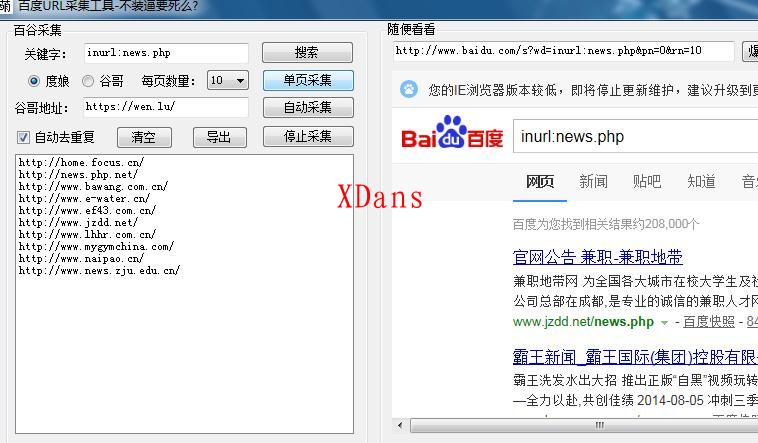 萌 百度URL采集工具-不装逼要死么?
百谷采集
关键字: inurl:news.php 搜索
度娘 谷哥 每页数量: 10 单页采集
谷哥地址: https://wen.lu/ 自动采集
自动去重复 清空 导出 停止采集
http://home.focus.cn/
http://news.php.net/
http://www.bawang.com.cn/
http://www.e-water.cn/
http://www.ef43.com.cn/
http://www.jzdd.net/
http://www.lhhr.com.cn/
http://www.mygymchina.com/
http://www.naipao.cn/
http://www.news.zju.edu.cn/
XDans
随便看看
http://www.baidu.com/s?wd=inurl:news.php&pn=0&rn=10
您的IE浏览器版本较低，即将停止更新维护，建议升级到更
Baidu百度 inurl:news.php
网页 新闻 贴吧 知道 音
百度为您找到相关结果约208,000个
官网公告 兼职-兼职地带
兼职地带网 为全国各大城市在校大学生及社
公司总部在成都,是专业的诚信的兼职人才网
www.jzdd.net/news.php - 百度快照 - 84
霸王新闻_霸王国际(集团)控股有限
霸王洗发水出大招 推出正版“自黑”视频玩转
—全力以赴,共创佳绩 2014-08-05 冲刺三季